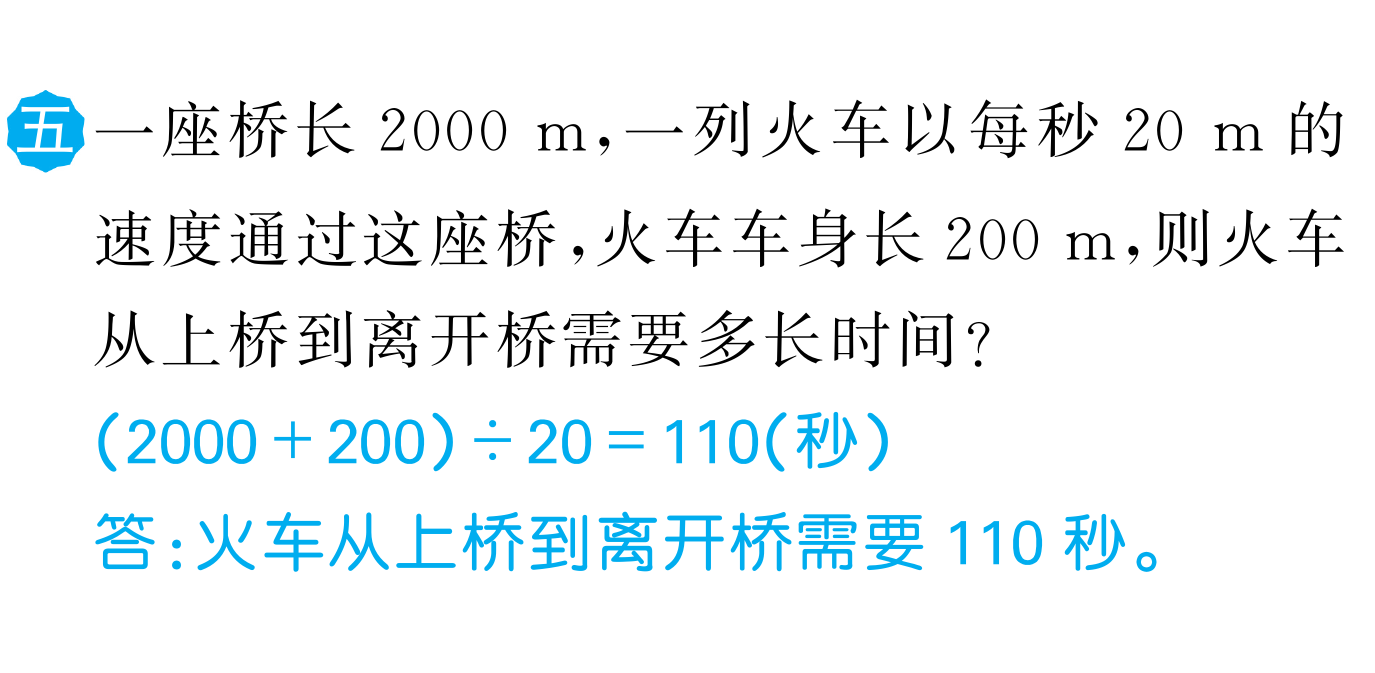 五 一座桥长 2000 m,一列火车以每秒 20 m 的
速度通过这座桥,火车车身长 200 m,则火车
从上桥到离开桥需要多长时间?
(2000+200)÷20=110(秒)
答:火车从上桥到离开桥需要 110 秒。